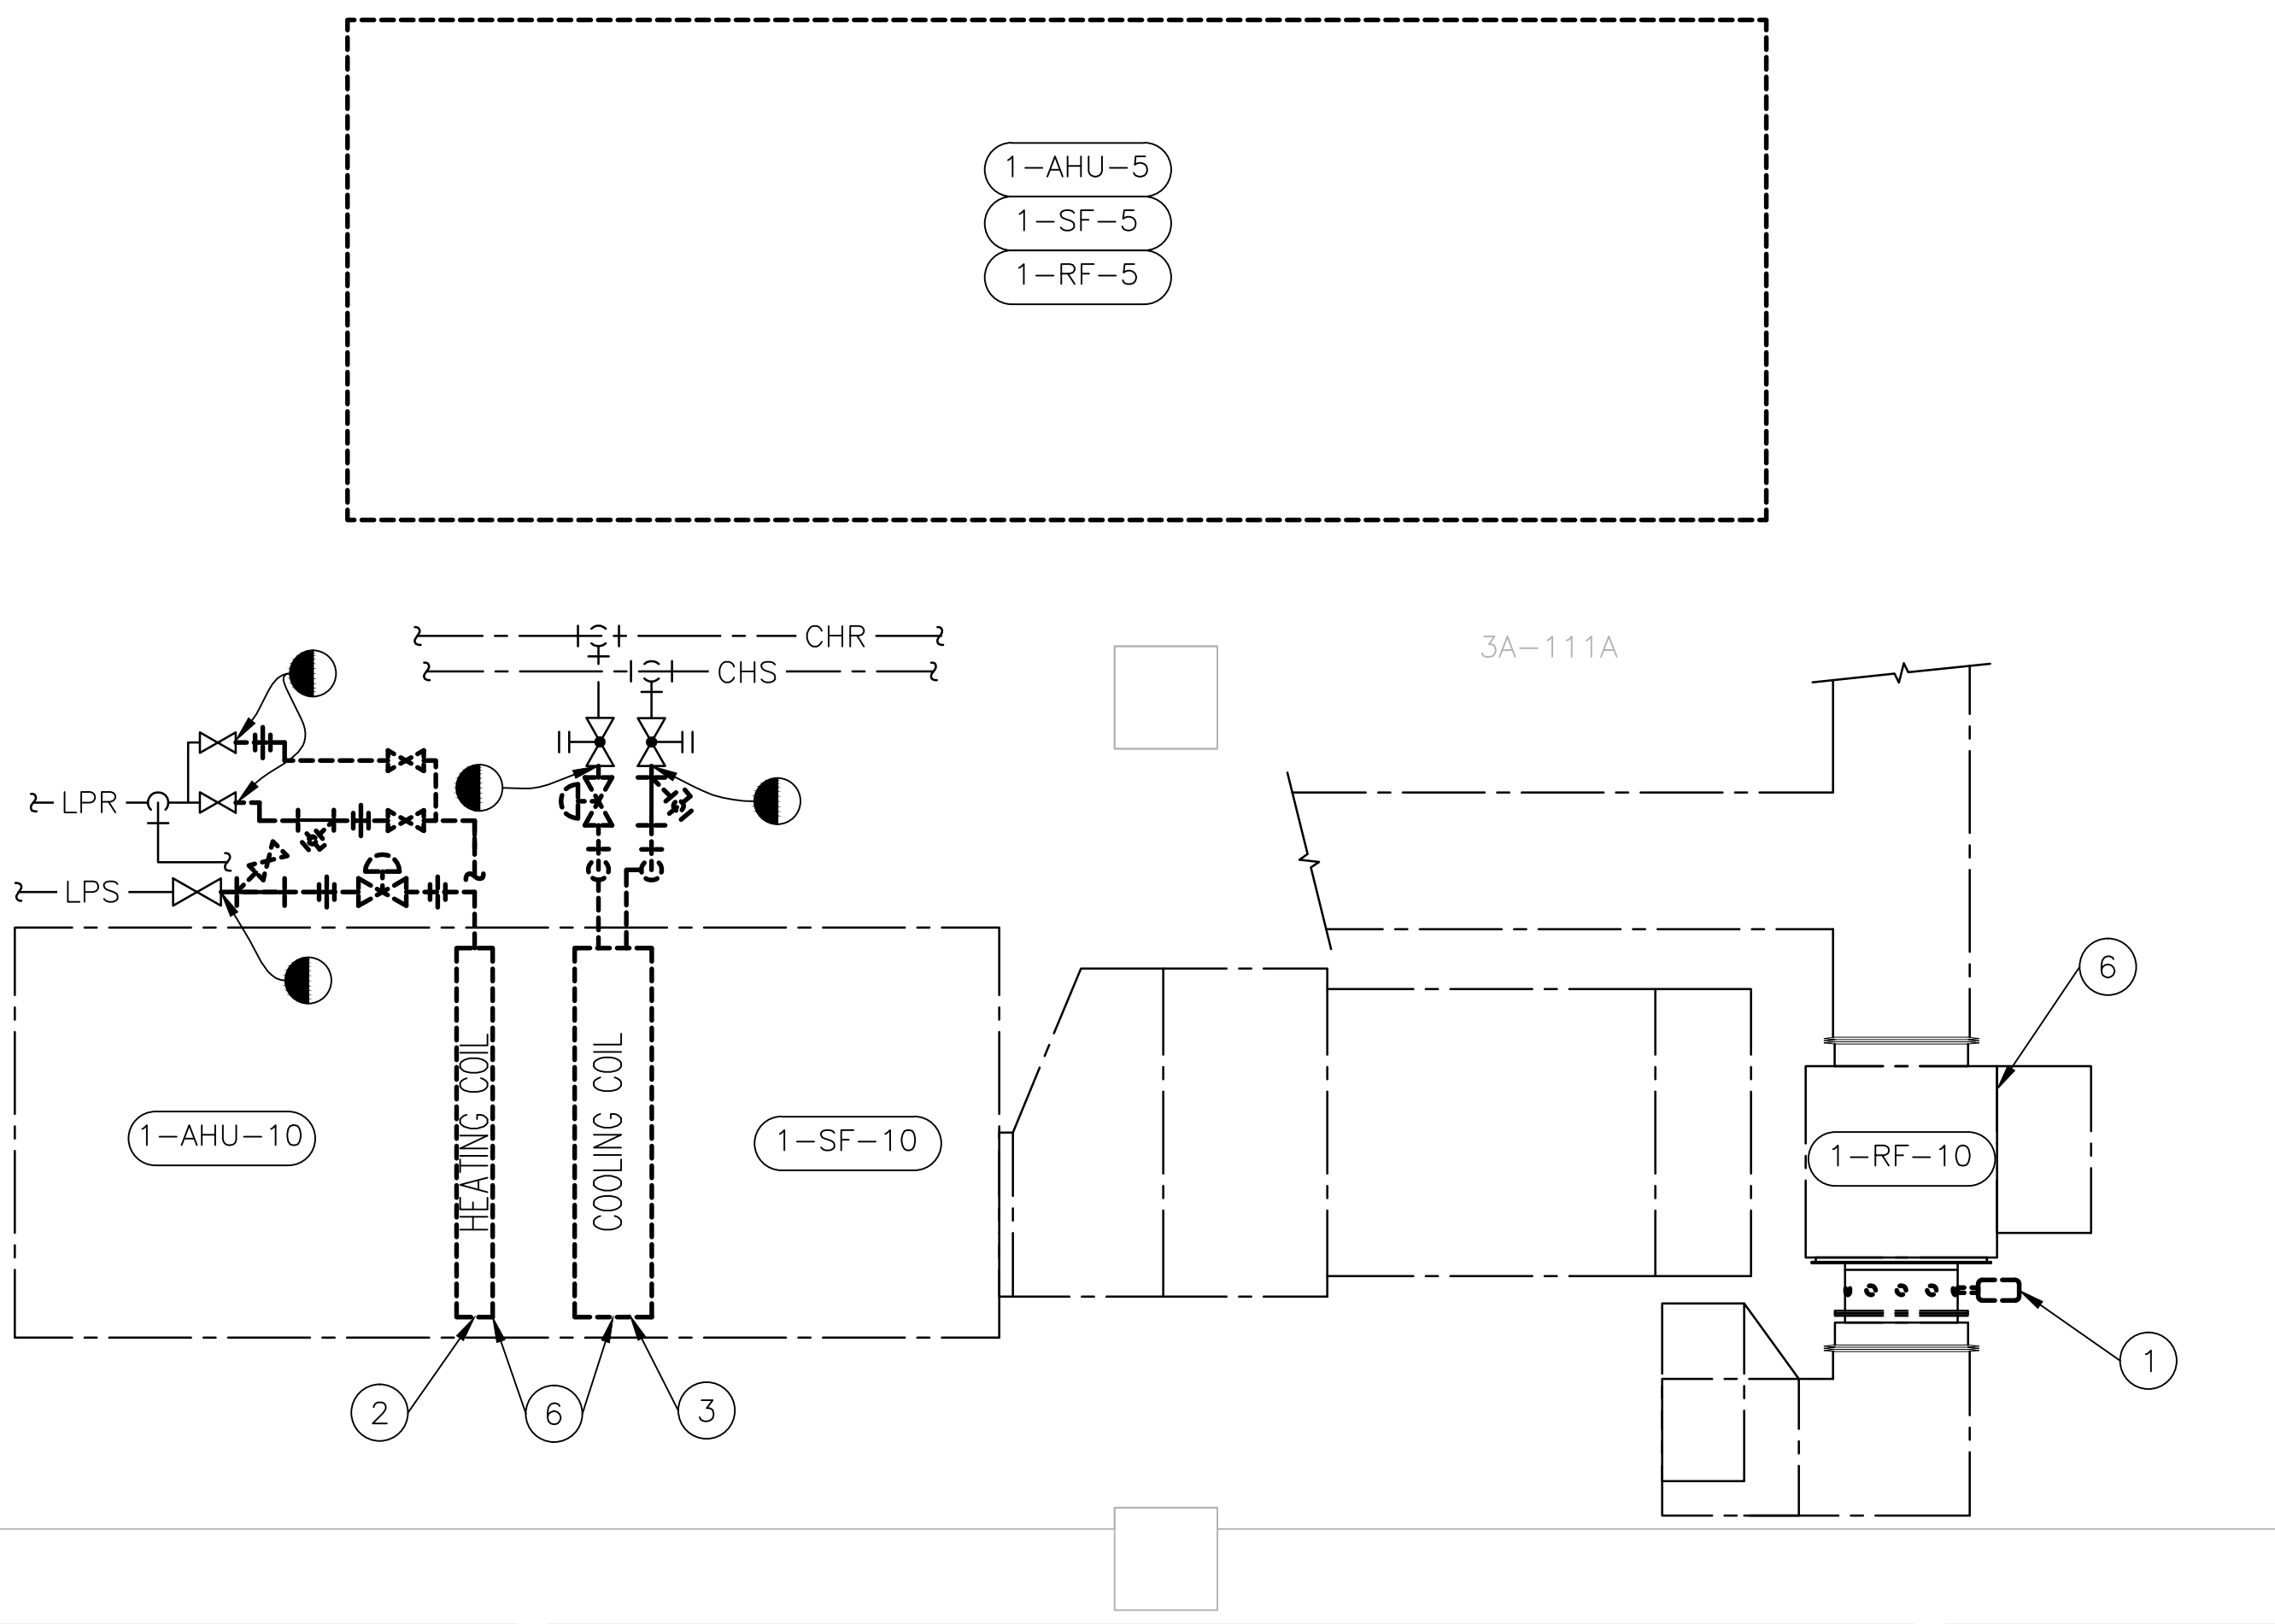 1-AHU-5
1-SF-5
1-RF-5
CHR
CHS
3A-111A
LPR
LPS
6
HEATING COIL
COOLING COIL
1-AHU-10
1-SF-10
1-RF-10
1
2
6
3